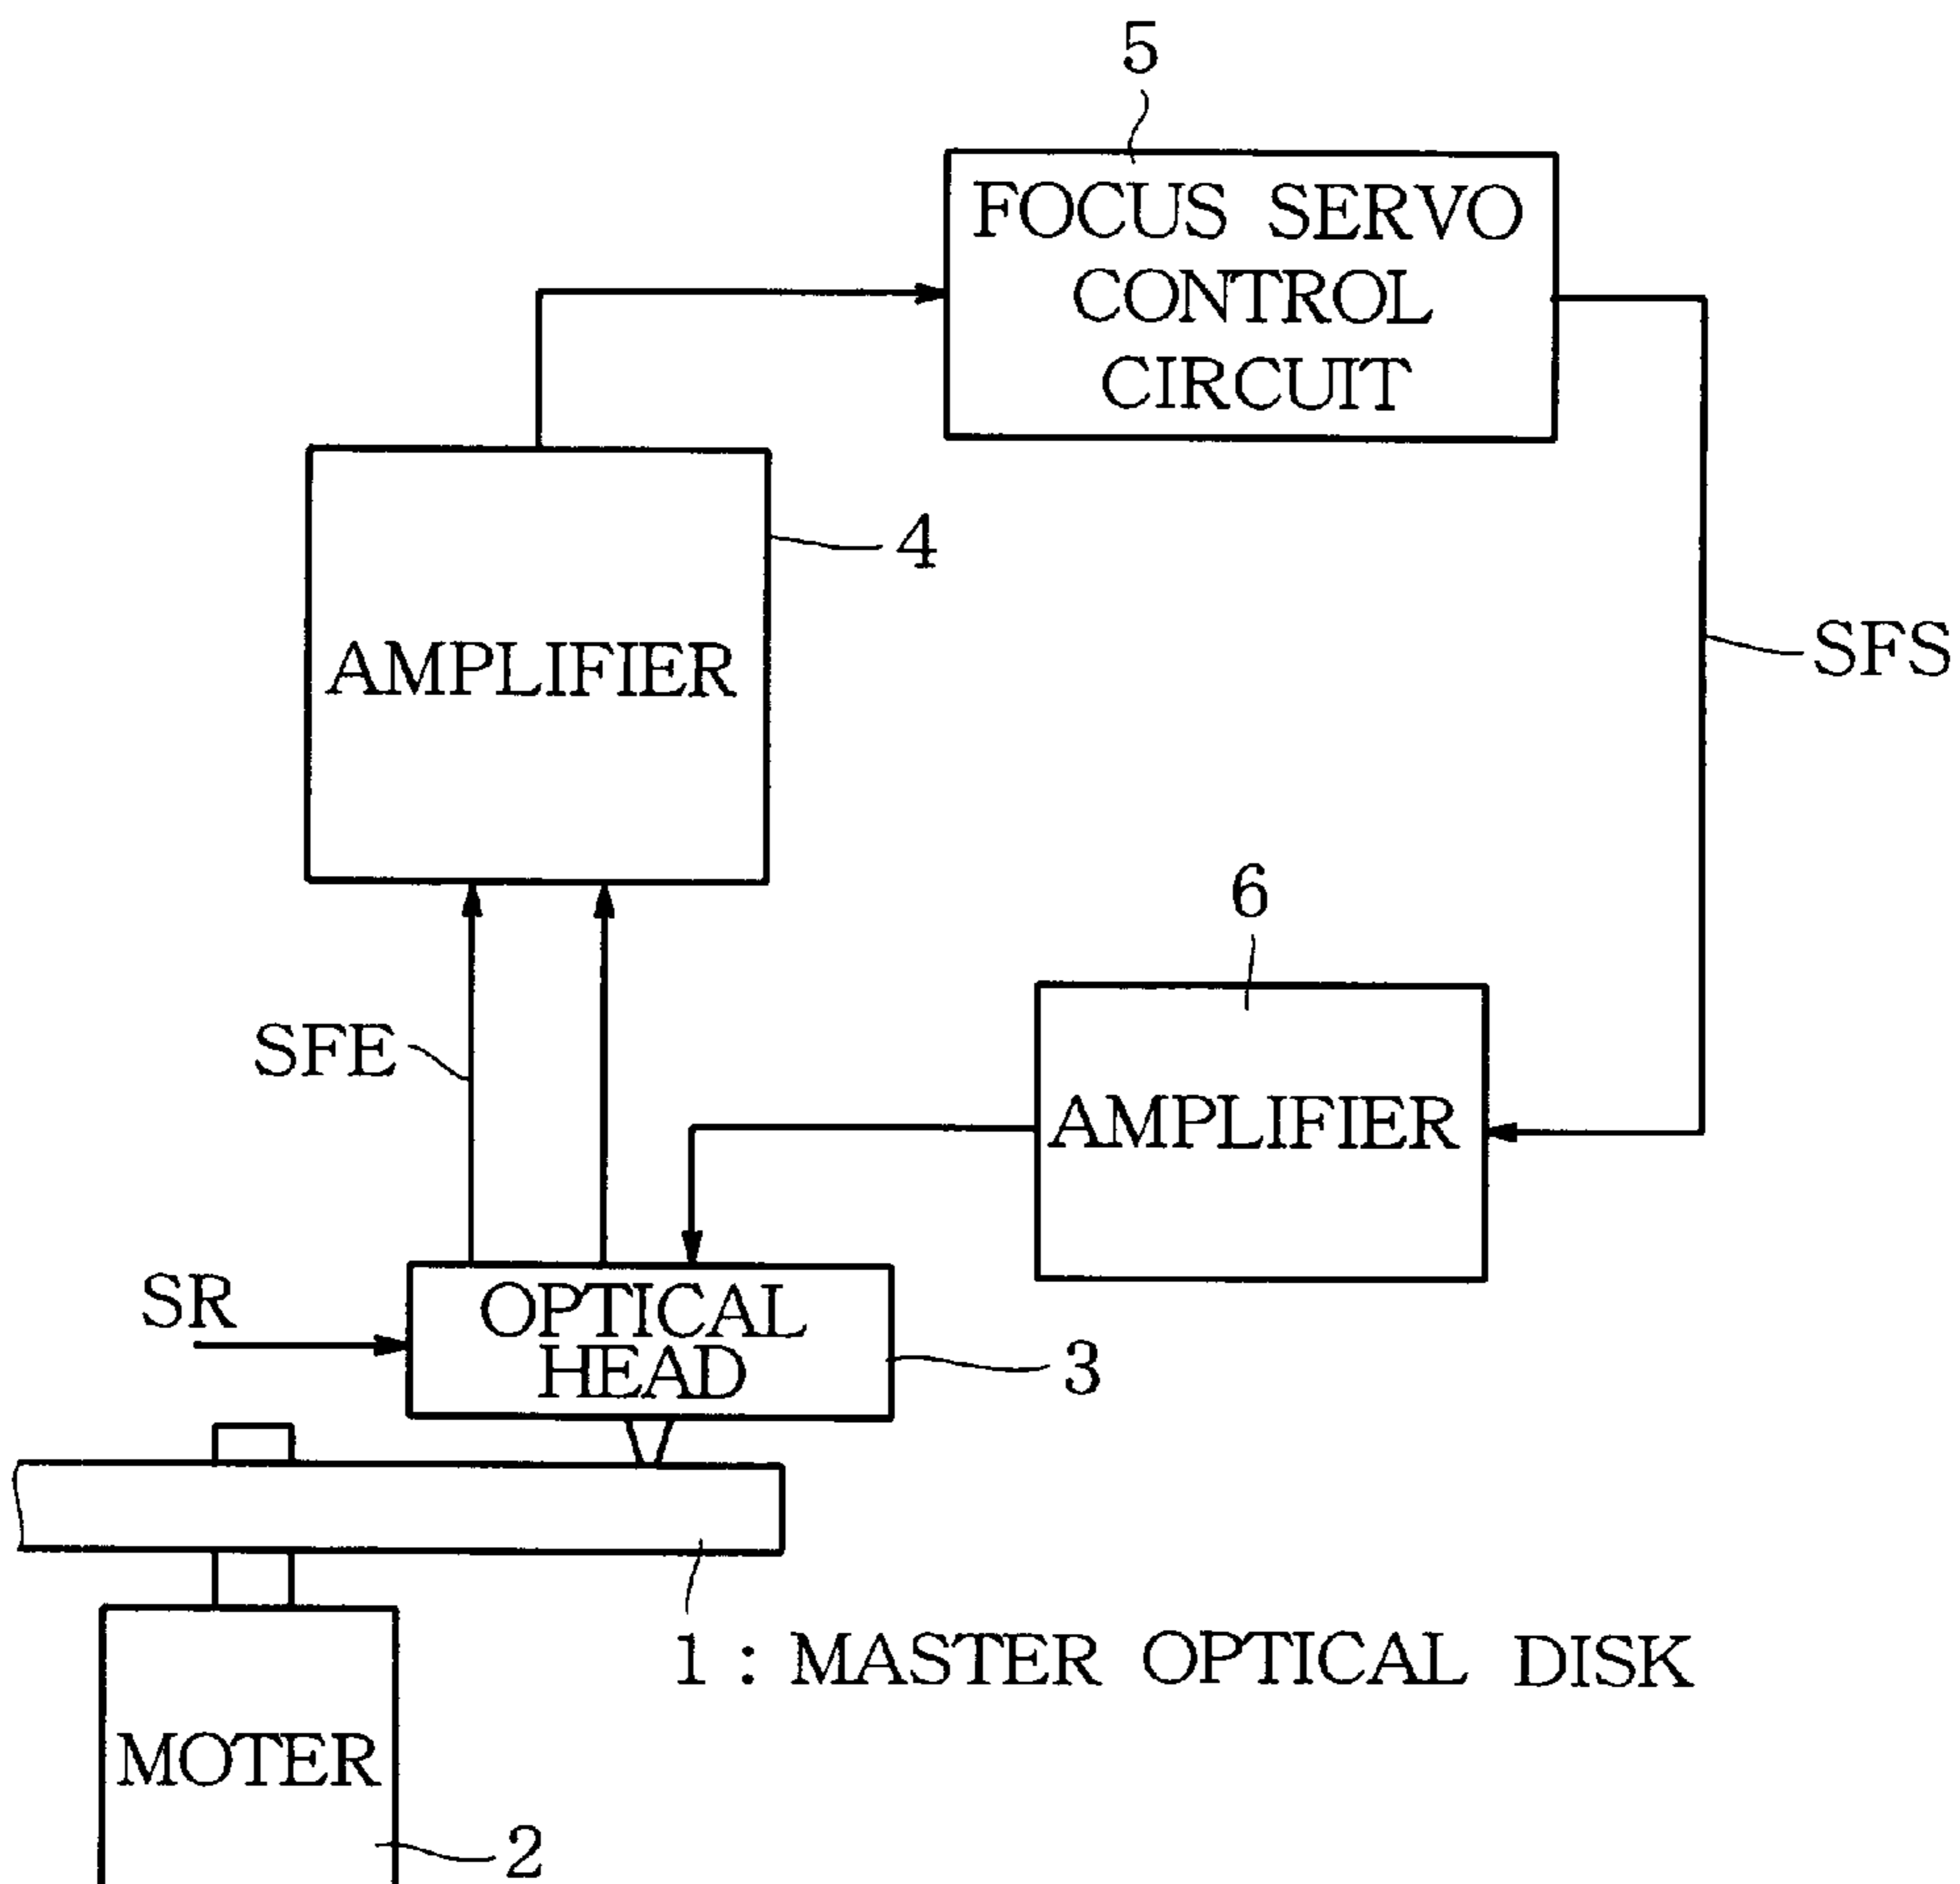 5
FOCUS SERVO
CONTROL
CIRCUIT
4
AMPLIFIER
SFS
6
SFE
AMPLIFIER
SR
OPTICAL
HEAD
3
1 : MASTER OPTICAL DISK
MOTER
2